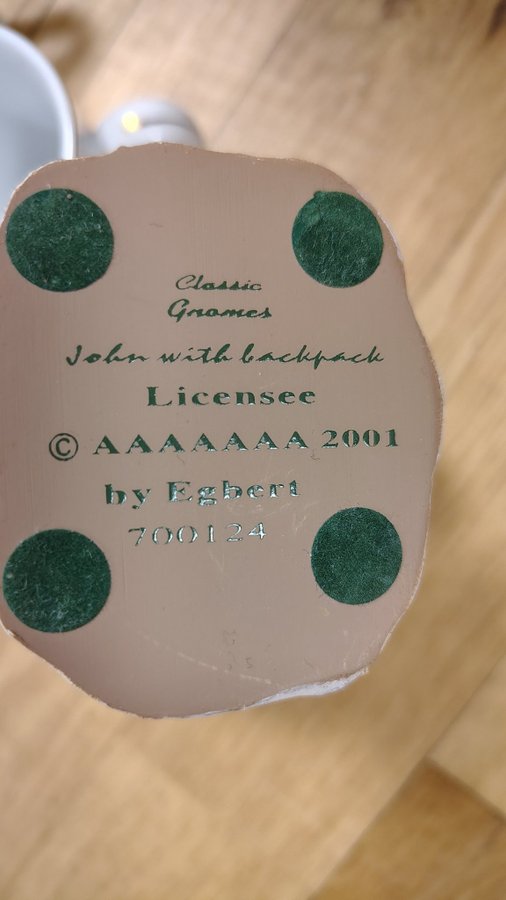 Classic
Gnomes
John with backpack
Licensee
© AAAAAAA 2001
by Egbert
700124